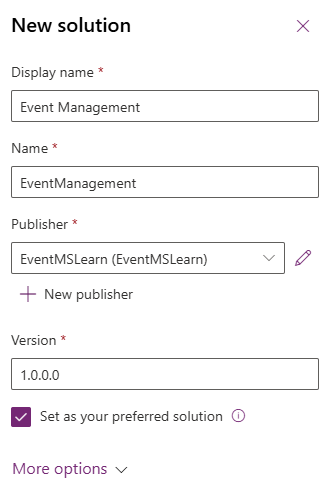 New solution
Display name *
Event Management
Name *
EventManagement
Publisher *
EventMSLearn (EventMSLearn)
New publisher
Version *
1.0.0.0
Set as your preferred solution
More options